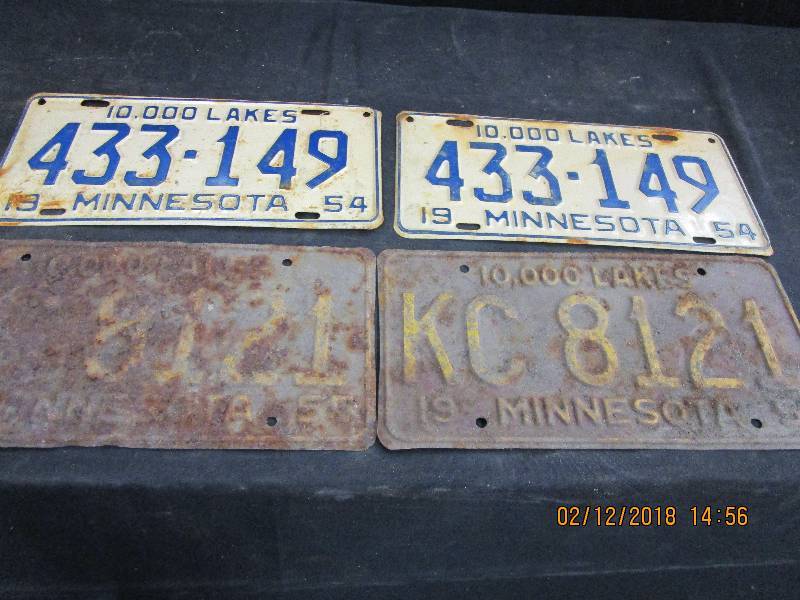 10,000 LAKES
433·149
19 MINNESOTA 54
10,000 LAKES
433·149
19 MINNESOTA 54
8121
10,000 LAKES
KC 8121
19 MINNESOTA
02/12/2018 14:56